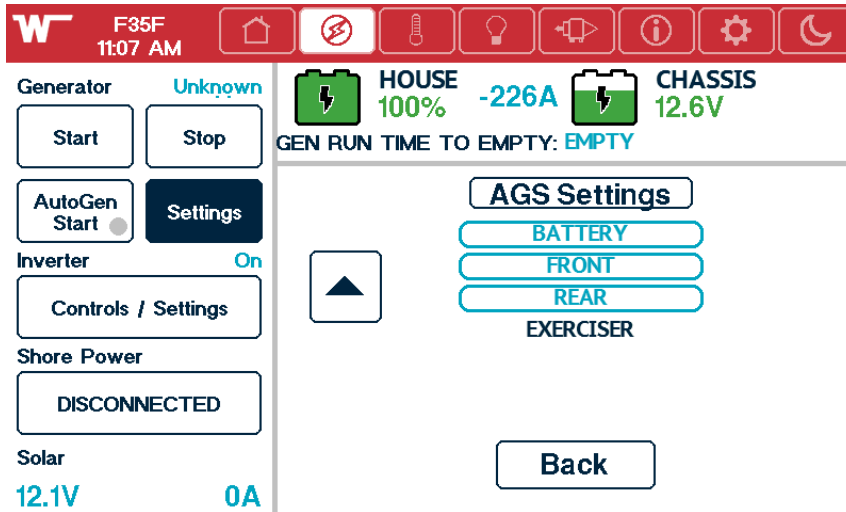 W F35F
11:07 AM
Generator Unknown
Start Stop
AutoGen
Start
Settings
Inverter On
Controls / Settings
Shore Power
DISCONNECTED
Solar
12.1V 0A
HOUSE
100%
-226A
CHASSIS
12.6V
GEN RUN TIME TO EMPTY: EMPTY
AGS Settings
BATTERY
FRONT
REAR
EXERCISER
Back